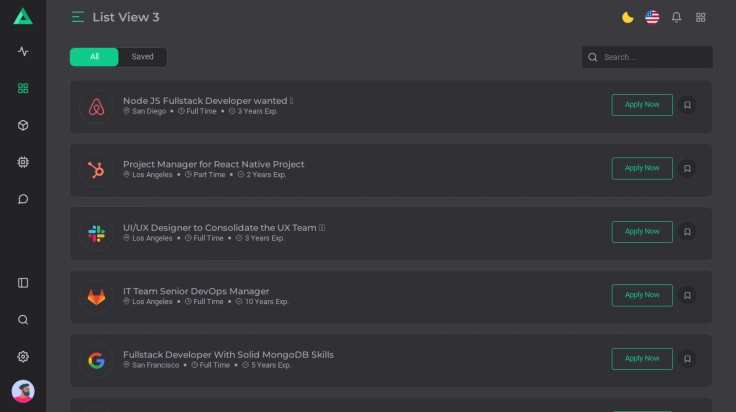 List View 3
All
Saved
Search...
Node JS Fullstack Developer wanted
San Diego • Full Time • 3 Years Exp.
Apply Now
Project Manager for React Native Project
Los Angeles • Part Time • 2 Years Exp.
Apply Now
UI/UX Designer to Consolidate the UX Team
Los Angeles • Full Time • 3 Years Exp.
Apply Now
IT Team Senior DevOps Manager
Los Angeles • Full Time • 10 Years Exp.
Apply Now
Fullstack Developer With Solid MongoDB Skills
San Francisco • Full Time • 5 Years Exp.
Apply Now